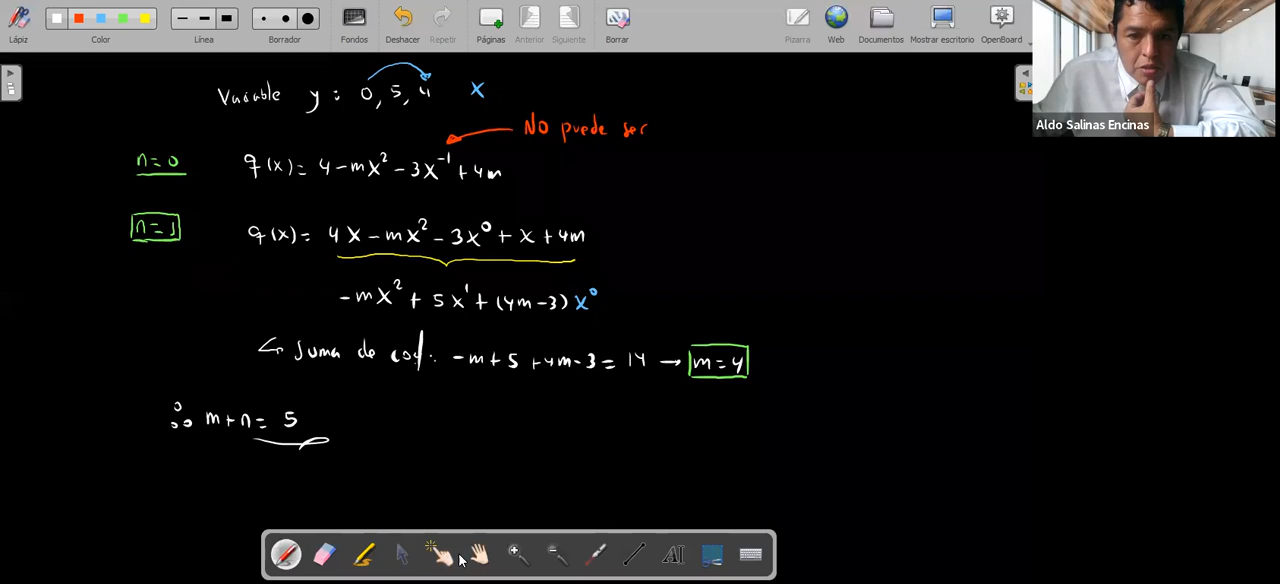 Lápiz Color Línea Borrador Fondos Deshacer Repetir Páginas Anterior Siguiente Borrar Pizarra Web Documentos Mostrar escritorio OpenBoard
Aldo Salinas Encinas
Variable y : 0, 5, 4 x
NO puede ser
n=0 q(x) = 4 - mx² - 3x⁻¹ + 4m
n=1 q(x) = 4x - mx² - 3x⁰ + x + 4m
-mx² + 5x¹ + (4m-3) x⁰
Suma de coef. -m+5 +4m-3 = 14 → m=4
∴ m+n = 5
AI